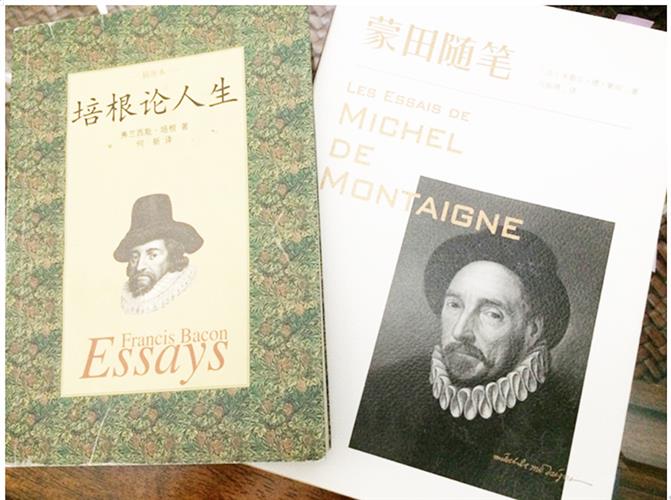 插图本
培根论人生
弗兰西斯·培根 著
何新 译
Francis Bacon
Essays
蒙田随笔
LES ESSAIS DE
MICHEL
DE
MONTAIGNE